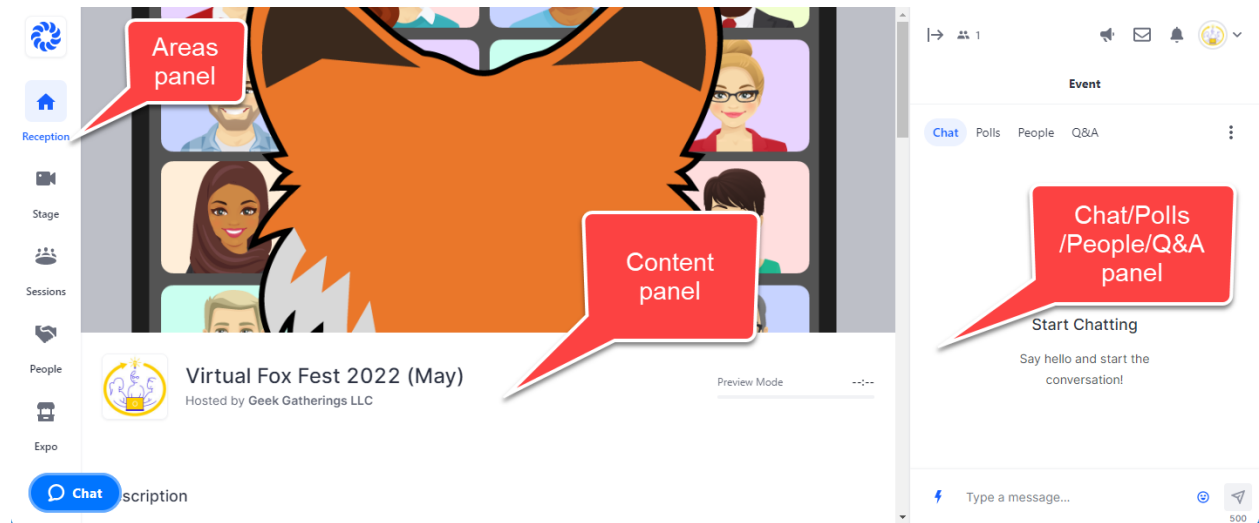 Areas
panel
1
Event
Reception
Chat Polls People Q&A
Stage
Chat/Polls
/People/Q&A
panel
Content
panel
Sessions
Start Chatting
Say hello and start the
conversation!
People
Virtual Fox Fest 2022 (May)
Hosted by Geek Gatherings LLC
Preview Mode --:--
Expo
Chat
scription
Type a message...
500